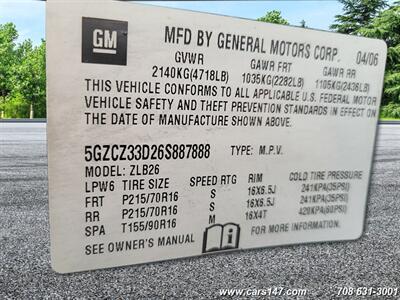 GM
MFD BY GENERAL MOTORS CORP. 04/06
GVWR GAWR FRT GAWR RR
2140KG(4718LB) 1035KG(2282LB) 1105KG(2436LB)
THIS VEHICLE CONFORMS TO ALL APPLICABLE U.S. FEDERAL MOTOR
VEHICLE SAFETY AND THEFT PREVENTION STANDARDS IN EFFECT ON
THE DATE OF MANUFACTURE SHOWN ABOVE.
5GZCZ33D26S887888 TYPE: M.P.V.
MODEL: ZLB26
LPW6 TIRE SIZE SPEED RTG RIM COLD TIRE PRESSURE
FRT P215/70R16 S 16X6.5J 241KPA(35PSI)
RR P215/70R16 S 16X6.5J 241KPA(35PSI)
SPA T155/90R16 M 16X4T 420KPA(60PSI)
SEE OWNER'S MANUAL FOR MORE INFORMATION.
www.cars147.com 708-631-3001